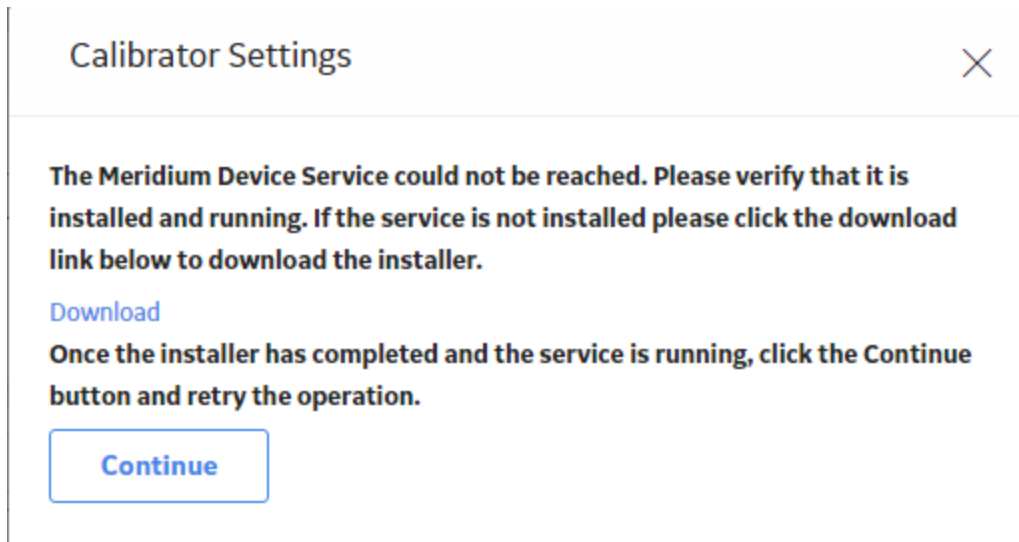 Calibrator Settings
The Meridium Device Service could not be reached. Please verify that it is
installed and running. If the service is not installed please click the download
link below to download the installer.
Download
Once the installer has completed and the service is running, click the Continue
button and retry the operation.
Continue